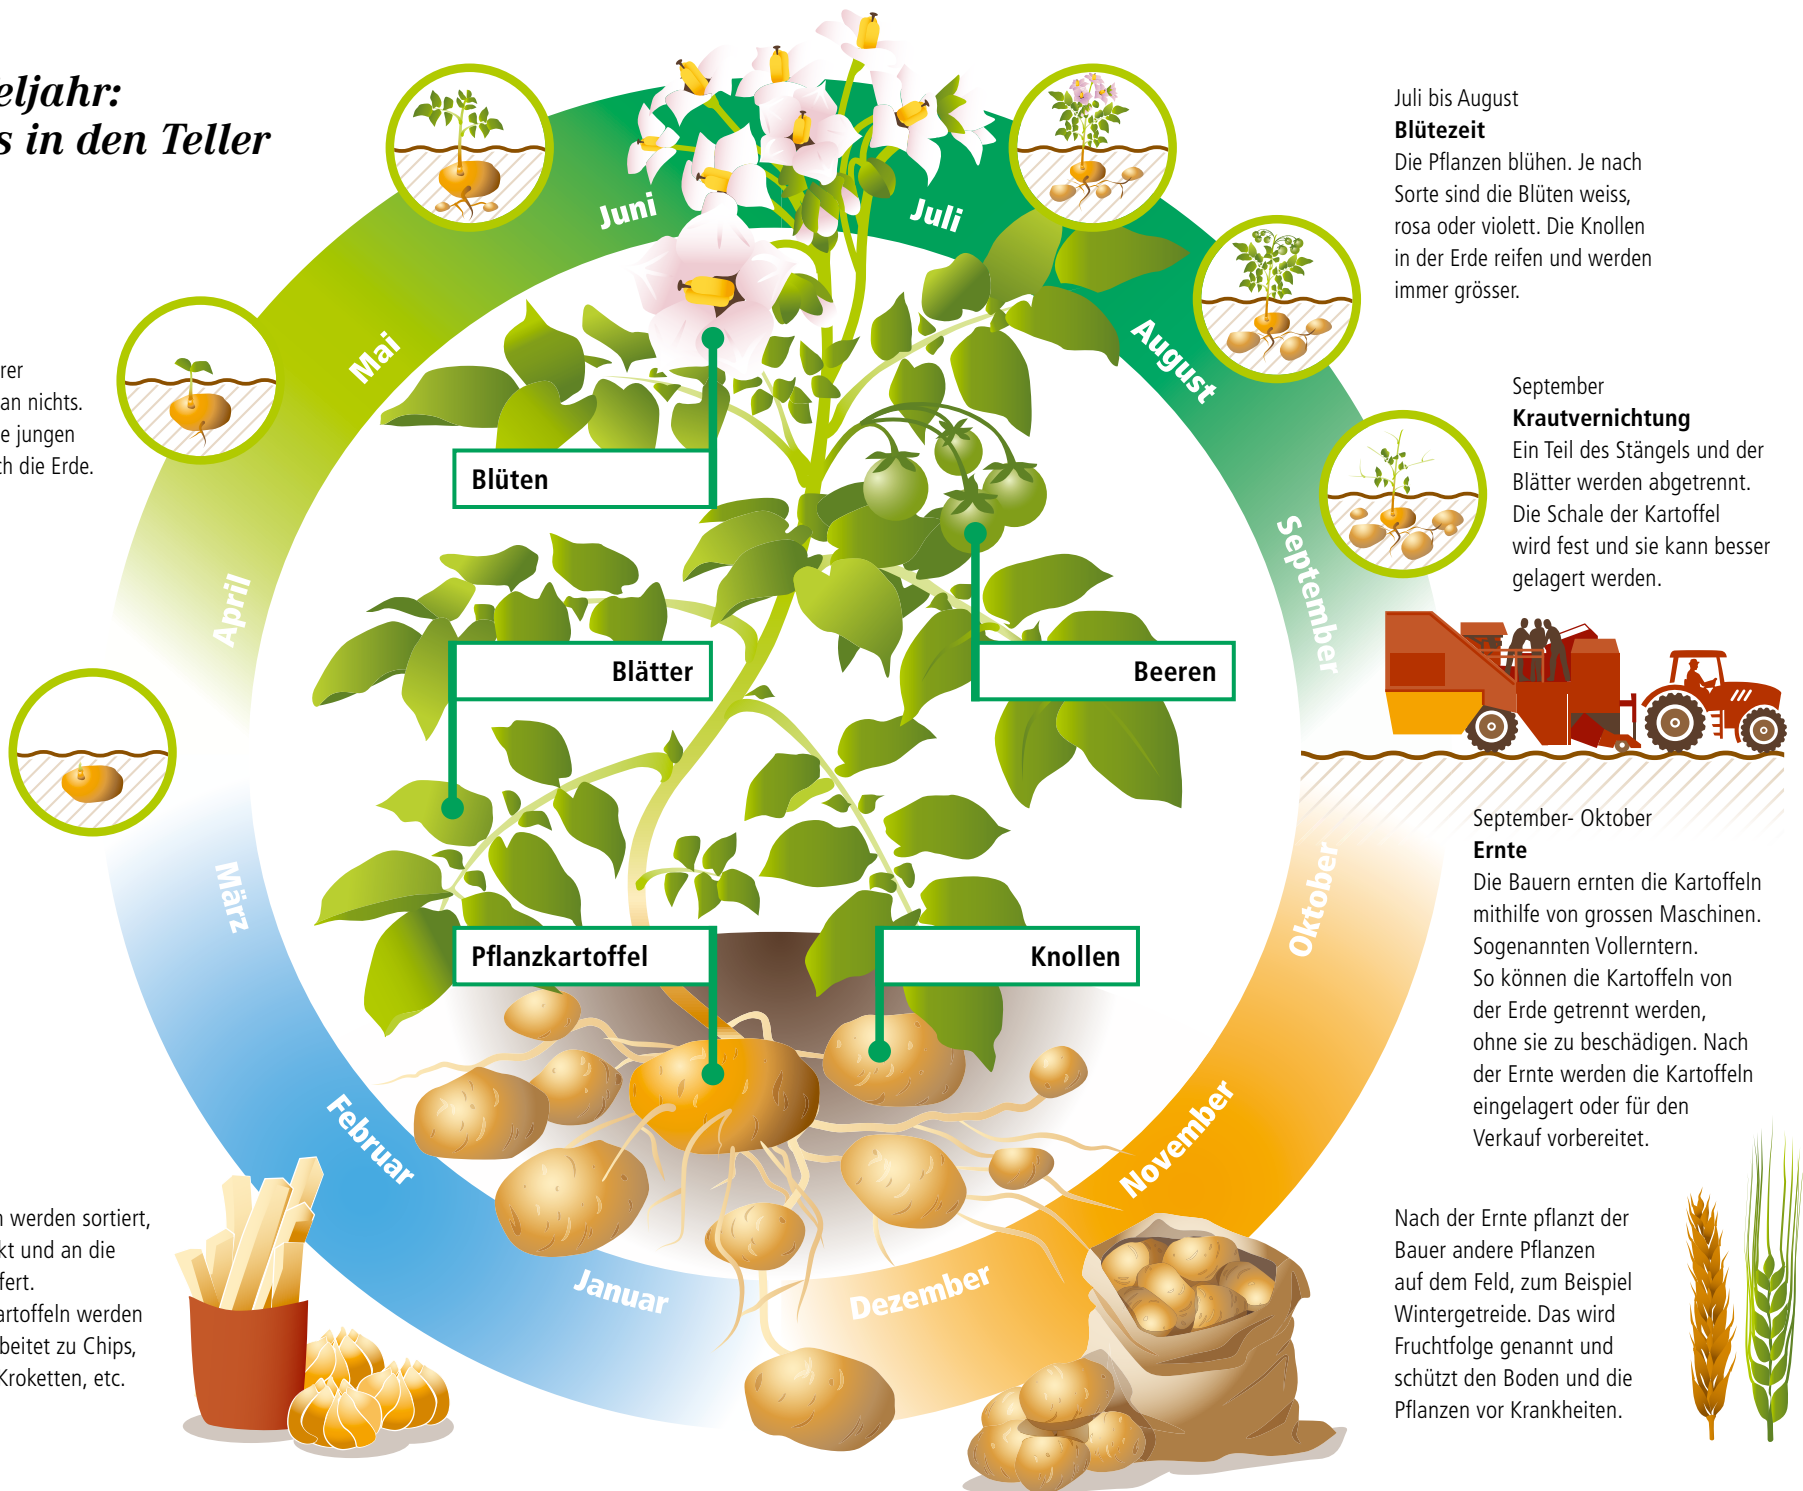 eljahr:
s in den Teller
rer
an nichts.
e jungen
ch die Erde.
n werden sortiert,
kt und an die
fert.
artoffeln werden
beitet zu Chips,
Kroketten, etc.
Januar
Februar
März
April
Mai
Juni
Juli
August
September
Oktober
November
Dezember
Blüten
Blätter
Beeren
Pflanzkartoffel
Knollen
Juli bis August
Blütezeit
Die Pflanzen blühen. Je nach
Sorte sind die Blüten weiss,
rosa oder violett. Die Knollen
in der Erde reifen und werden
immer grösser.
September
Krautvernichtung
Ein Teil des Stängels und der
Blätter werden abgetrennt.
Die Schale der Kartoffel
wird fest und sie kann besser
gelagert werden.
September- Oktober
Ernte
Die Bauern ernten die Kartoffeln
mithilfe von grossen Maschinen.
Sogenannten Vollerntern.
So können die Kartoffeln von
der Erde getrennt werden,
ohne sie zu beschädigen. Nach
der Ernte werden die Kartoffeln
eingelagert oder für den
Verkauf vorbereitet.
Nach der Ernte pflanzt der
Bauer andere Pflanzen
auf dem Feld, zum Beispiel
Wintergetreide. Das wird
Fruchtfolge genannt und
schützt den Boden und die
Pflanzen vor Krankheiten.